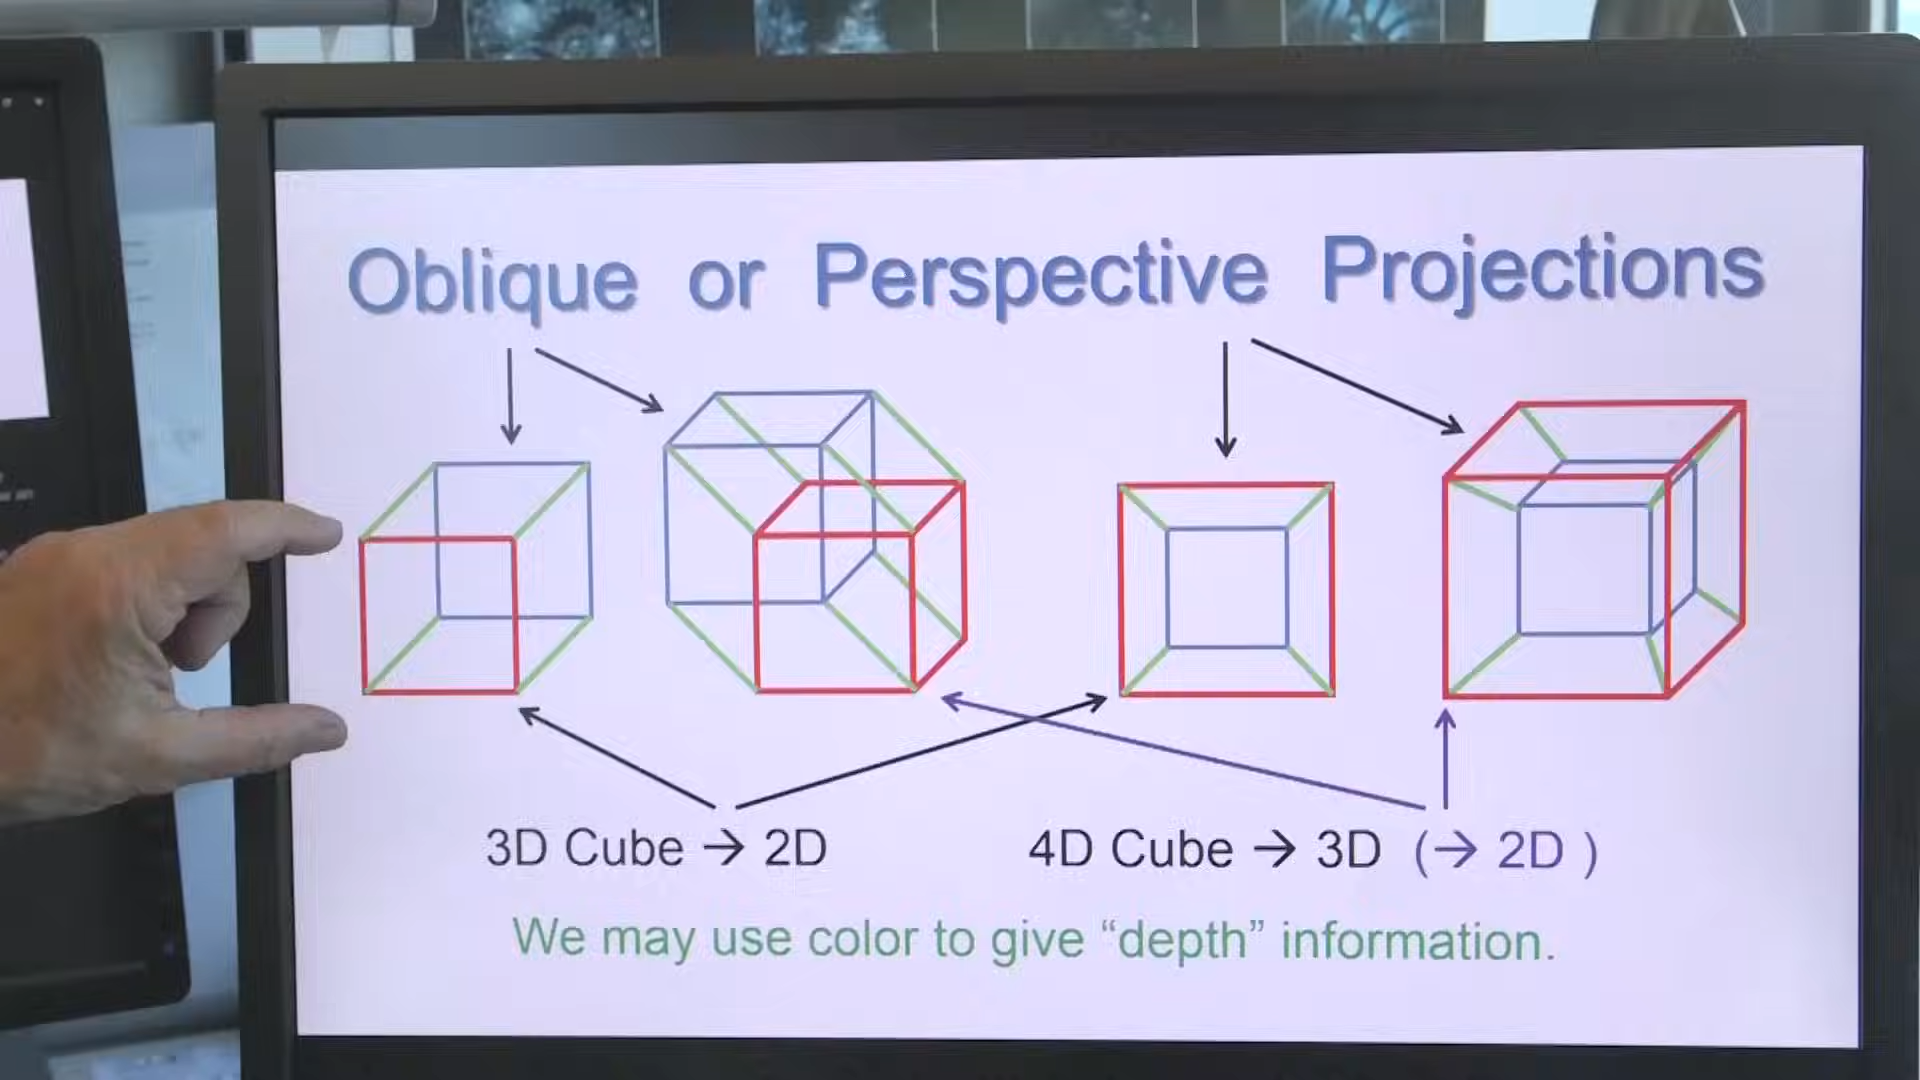 Oblique or Perspective Projections
3D Cube → 2D
4D Cube → 3D (→ 2D )
We may use color to give “depth” information.